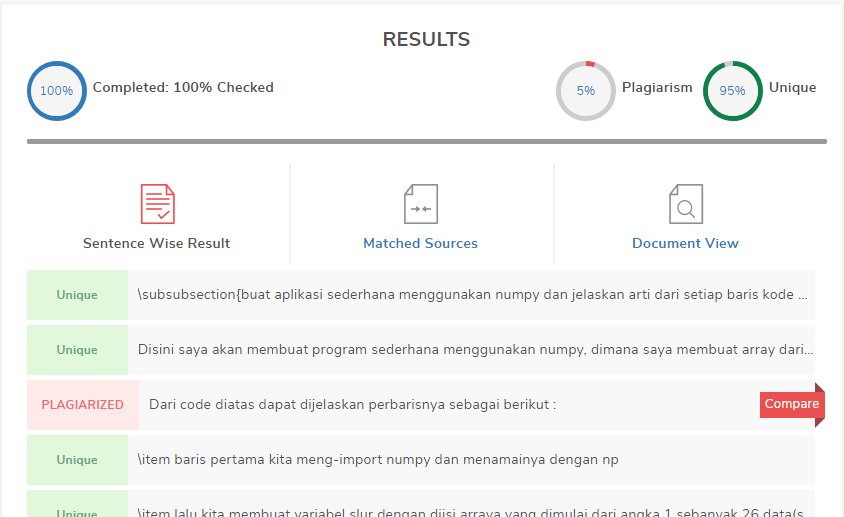 RESULTS
100% Completed: 100% Checked
5% Plagiarism 95% Unique
Sentence Wise Result Matched Sources Document View
Unique \subsubsection{buat aplikasi sederhana menggunakan numpy dan jelaskan arti dari setiap baris kode ...
Unique Disini saya akan membuat program sederhana menggunakan numpy, dimana saya membuat array dari...
PLAGIARIZED Dari code diatas dapat dijelaskan perbarisnya sebagai berikut : Compare
Unique \item baris pertama kita meng-import numpy dan menamainya dengan np
Unique \item lalu kita membuat variabel slur dengan diisi arraya yang dimulai dari angka 1 sebanyak 26 data(s